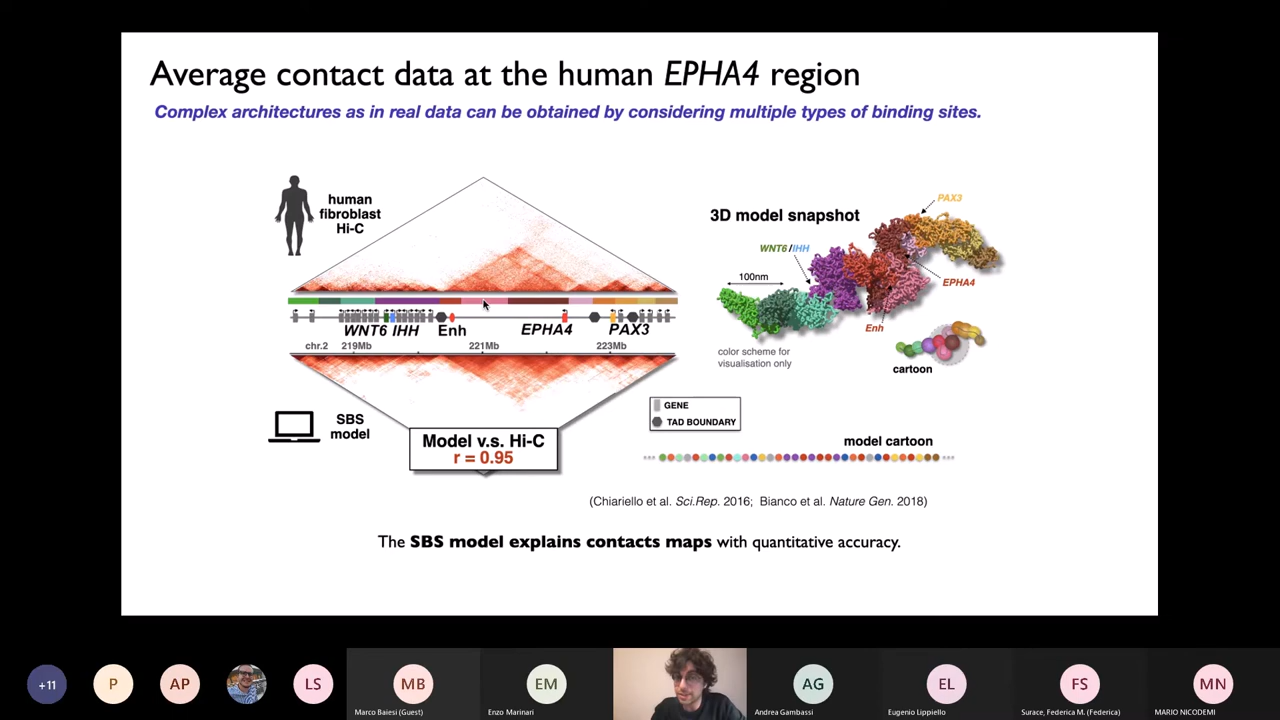 Average contact data at the human EPHA4 region
Complex architectures as in real data can be obtained by considering multiple types of binding sites.
human
fibroblast
Hi-C
WNT6 IHH Enh EPHA4 PAX3
chr.2 219Mb 221Mb 223Mb
SBS
model
Model v.s. Hi-C
r = 0.95
3D model snapshot
PAX3
WNT6/IHH
100nm
EPHA4
Enh
color scheme for
visualisation only
cartoon
GENE
TAD BOUNDARY
model cartoon
(Chiariello et al. Sci.Rep. 2016; Bianco et al. Nature Gen. 2018)
The SBS model explains contacts maps with quantitative accuracy.
+11 P AP LS MB EM AG EL FS MN
Marco Baiesi (Guest) Enzo Marinari Andrea Gambassi Eugenio Lippiello Surace, Federica M. (Federica) MARIO NICODEMI